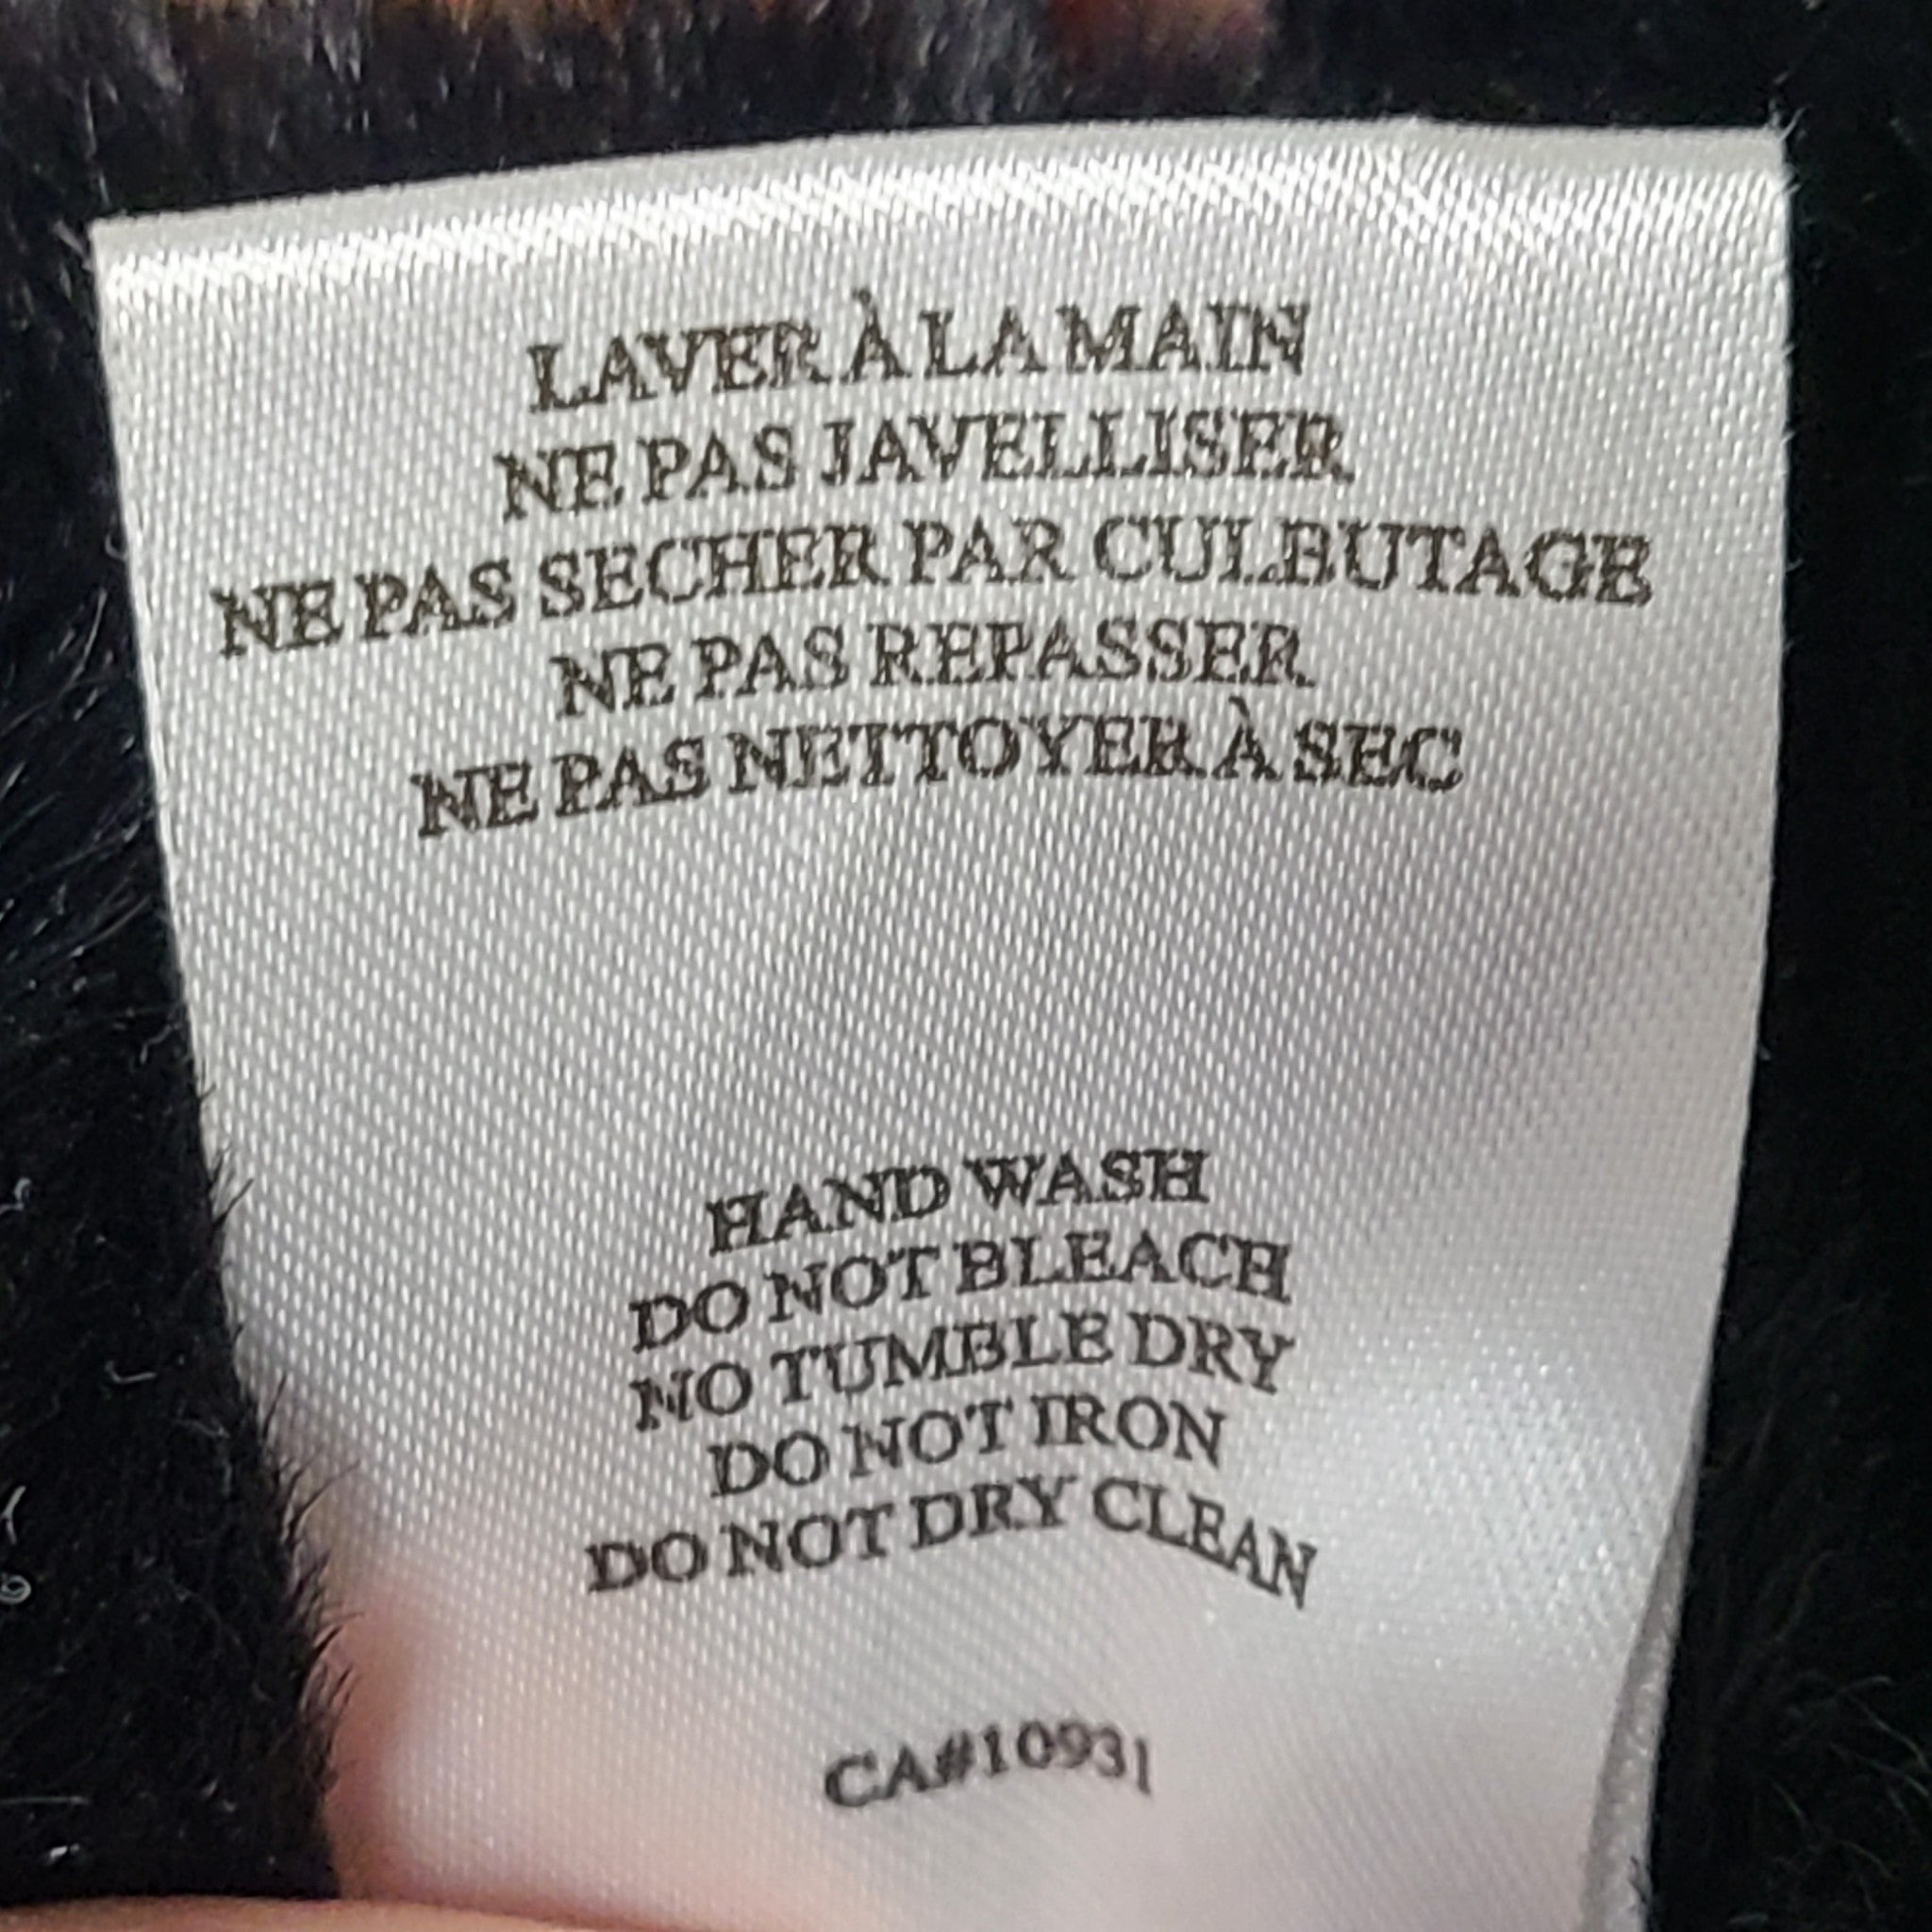 LAVER À LA MAIN
NE PAS JAVELLISER
NE PAS SECHER PAR CULBUTAGE
NE PAS REPASSER
NE PAS NETTOYER À SEC
HAND WASH
DO NOT BLEACH
NO TUMBLE DRY
DO NOT IRON
DO NOT DRY CLEAN
CA#10931